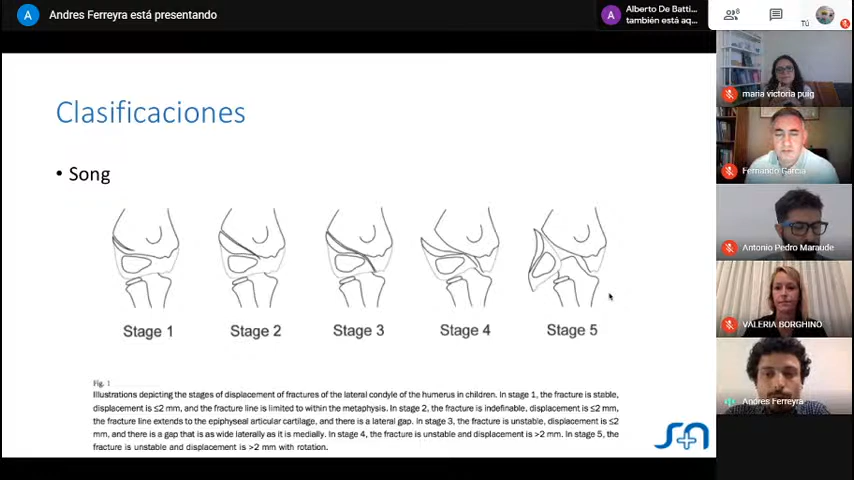 A Andres Ferreyra está presentando
A Alberto De Batti...
también está aq...
8
Tú
Clasificaciones
• Song
Stage 1 Stage 2 Stage 3 Stage 4 Stage 5
Fig. 1
Illustrations depicting the stages of displacement of fractures of the lateral condyle of the humerus in children. In stage 1, the fracture is stable,
displacement is ≤2 mm, and the fracture line is limited to within the metaphysis. In stage 2, the fracture is indefinable, displacement is ≤2 mm,
the fracture line extends to the epiphyseal articular cartilage, and there is a lateral gap. In stage 3, the fracture is unstable, displacement is ≤2
mm, and there is a gap that is as wide laterally as it is medially. In stage 4, the fracture is unstable and displacement is >2 mm. In stage 5, the
fracture is unstable and displacement is >2 mm with rotation.
maria victoria puig
Fernando Garcia
Antonio Pedro Maraude
VALERIA BORGHINO
Andres Ferreyra